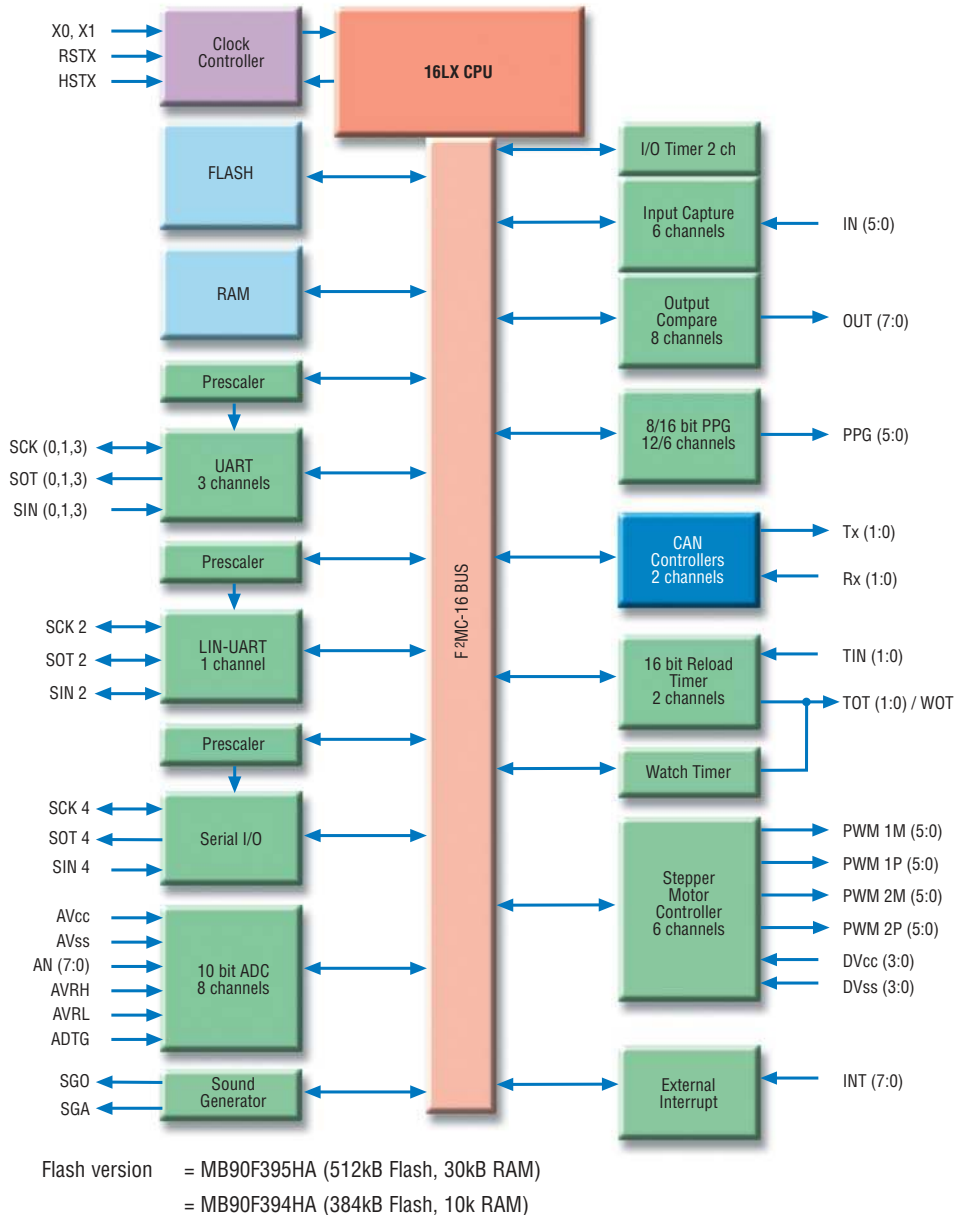 X0, X1
RSTX
HSTX
Clock
Controller
16LX CPU
FLASH
RAM
Prescaler
SCK (0,1,3)
SOT (0,1,3)
SIN (0,1,3)
UART
3 channels
Prescaler
SCK 2
SOT 2
SIN 2
LIN-UART
1 channel
Prescaler
SCK 4
SOT 4
SIN 4
Serial I/O
AVcc
AVss
AN (7:0)
AVRH
AVRL
ADTG
10 bit ADC
8 channels
SGO
SGA
Sound
Generator
F²MC-16 BUS
I/O Timer 2 ch
Input Capture
6 channels
IN (5:0)
Output
Compare
8 channels
OUT (7:0)
8/16 bit PPG
12/6 channels
PPG (5:0)
CAN
Controllers
2 channels
Tx (1:0)
Rx (1:0)
16 bit Reload
Timer
2 channels
TIN (1:0)
TOT (1:0) / WOT
Watch Timer
Stepper
Motor
Controller
6 channels
PWM 1M (5:0)
PWM 1P (5:0)
PWM 2M (5:0)
PWM 2P (5:0)
DVcc (3:0)
DVss (3:0)
External
Interrupt
INT (7:0)
Flash version = MB90F395HA (512kB Flash, 30kB RAM)
= MB90F394HA (384kB Flash, 10k RAM)